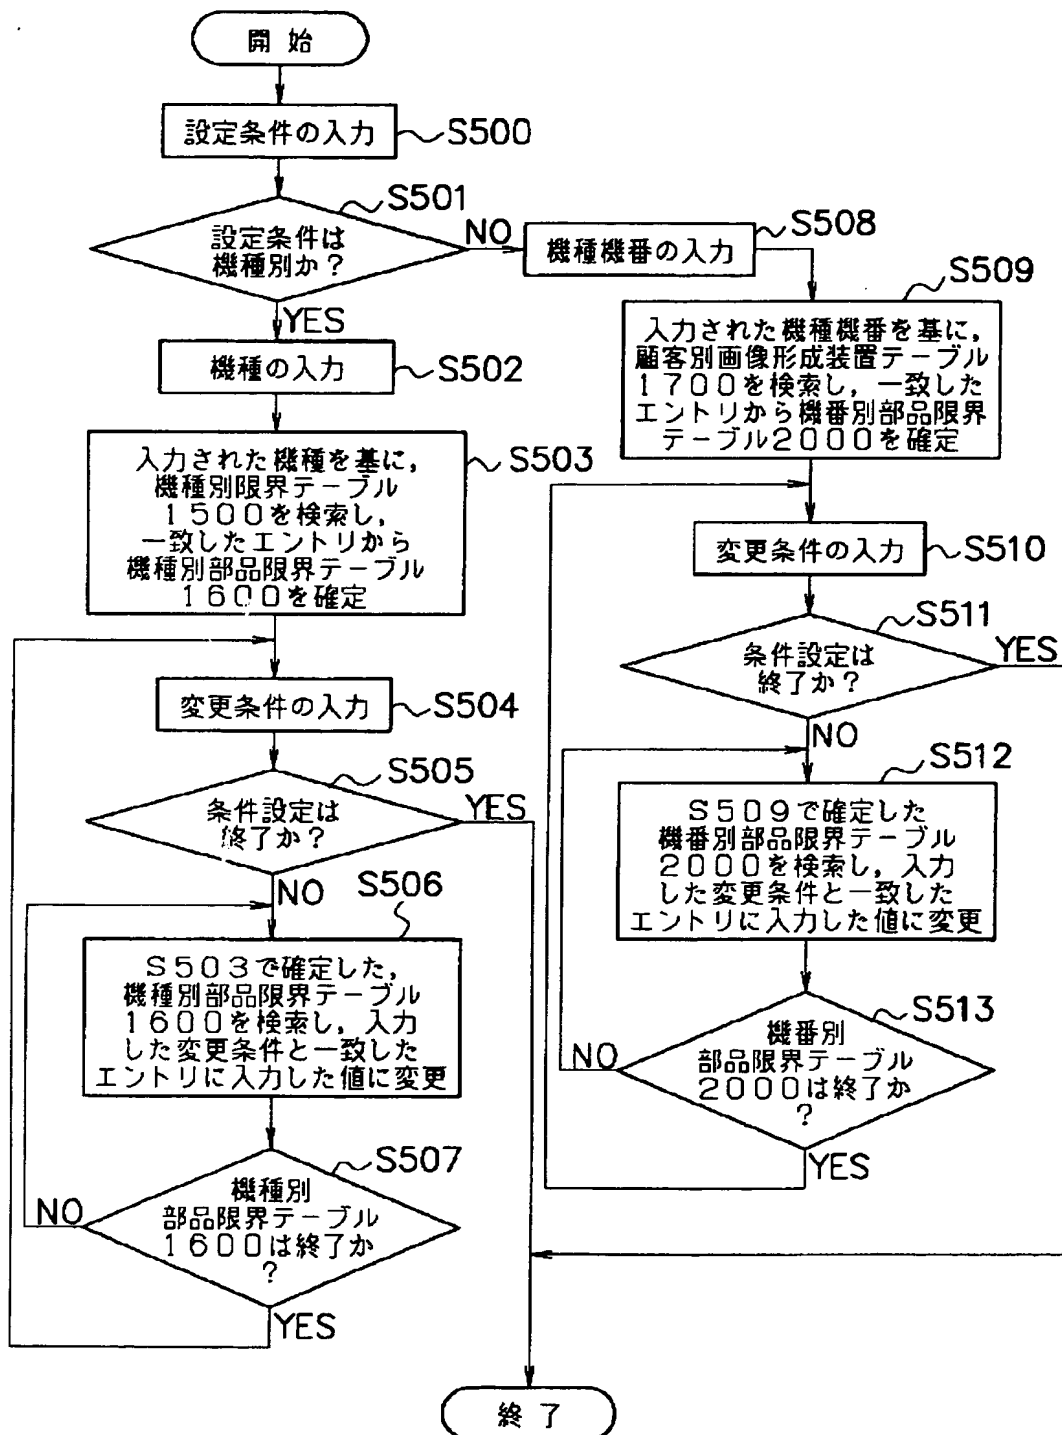 開始
設定条件の入力
S500
S501
設定条件は
機種別か？
NO
YES
機種の入力
S502
入力された機種を基に，
機種別限界テーブル
１５００を検索し，
一致したエントリから
機種別部品限界テーブル
１６００を確定
S503
変更条件の入力
S504
S505
条件設定は
終了か？
YES
NO
S506
S５０３で確定した，
機種別部品限界テーブル
1600を検索し，入力
した変更条件と一致した
エントリに入力した値に変更
S507
機種別
部品限界テーブル
１６００は終了か
？
NO
YES
S508
機種機番の入力
S509
入力された機種機番を基に，
顧客別画像形成装置テーブル
１７００を検索し，一致した
エントリから機番別部品限界
テーブル2000を確定
変更条件の入力
S510
S511
条件設定は
終了か？
YES
NO
S512
S５０９で確定した
機番別部品限界テーブル
２０００を検索し，入力
した変更条件と一致した
エントリに入力した値に変更
S513
機番別
部品限界テーブル
２０００は終了か
？
NO
YES
終了